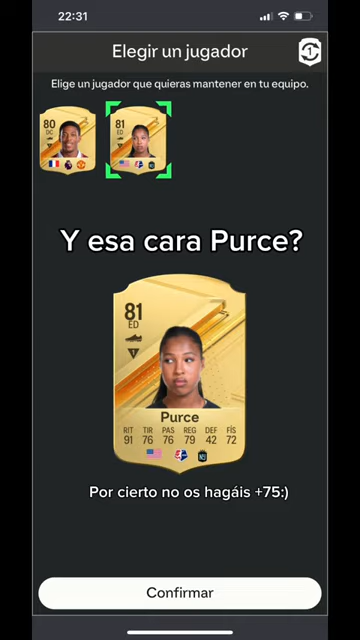 22:31
Elegir un jugador
1
Elige un jugador que quieras mantener en tu equipo.
80
DC
81
ED
Y esa cara Purce?
81
ED
Purce
RIT TIR PAS REG DEF FÍS
91 76 76 79 42 72
Por cierto no os hagáis +75:)
Confirmar